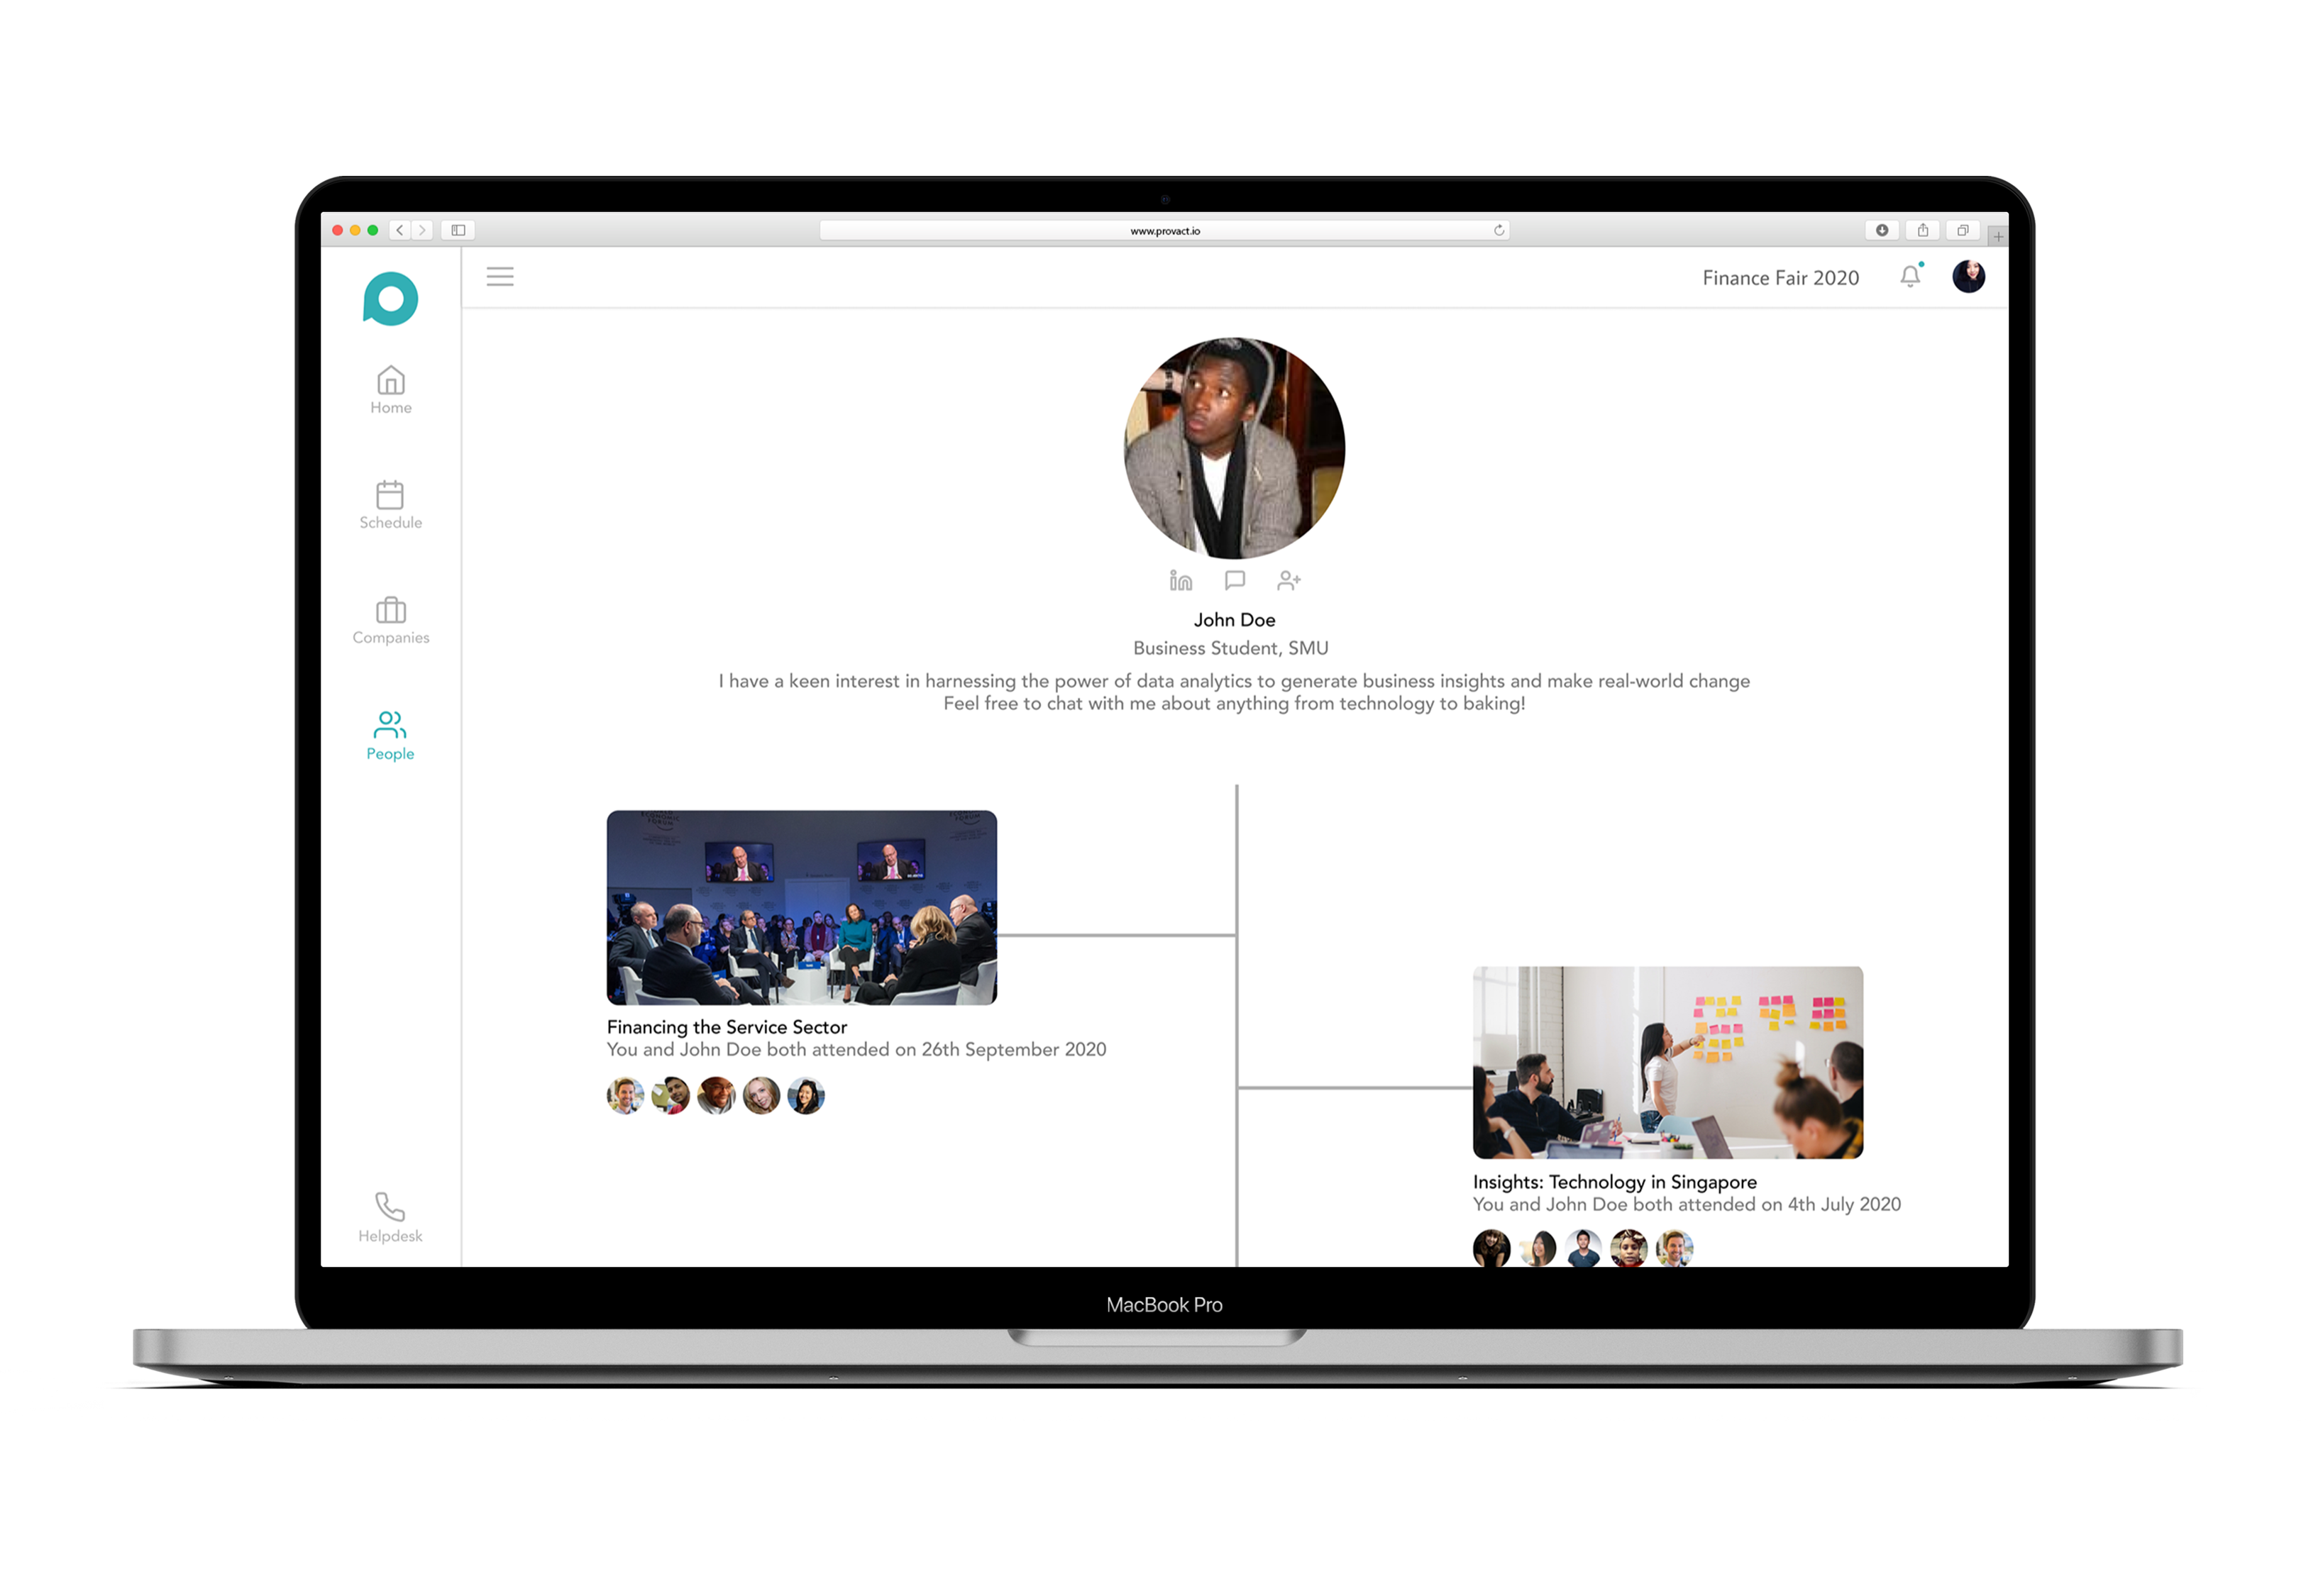 www.provact.io
Finance Fair 2020
Home
Schedule
Companies
People
Helpdesk
in
John Doe
Business Student, SMU
I have a keen interest in harnessing the power of data analytics to generate business insights and make real-world change
Feel free to chat with me about anything from technology to baking!
ECONOMIC
FORUM
Financing the Service Sector
You and John Doe both attended on 26th September 2020
Insights: Technology in Singapore
You and John Doe both attended on 4th July 2020
MacBook Pro